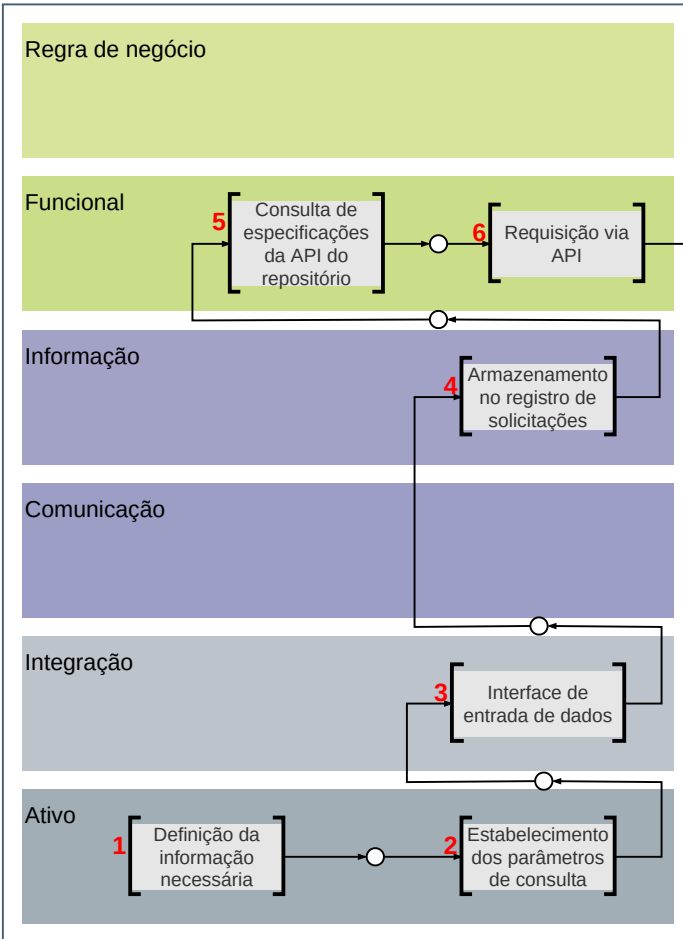 Regra de negócio
Funcional
5
Consulta de
especificações
da API do
repositório
6
Requisição via
API
Informação
4
Armazenamento
no registro de
solicitações
Comunicação
Integração
3
Interface de
entrada de dados
Ativo
1
Definição da
informação
necessária
2
Estabelecimento
dos parâmetros
de consulta